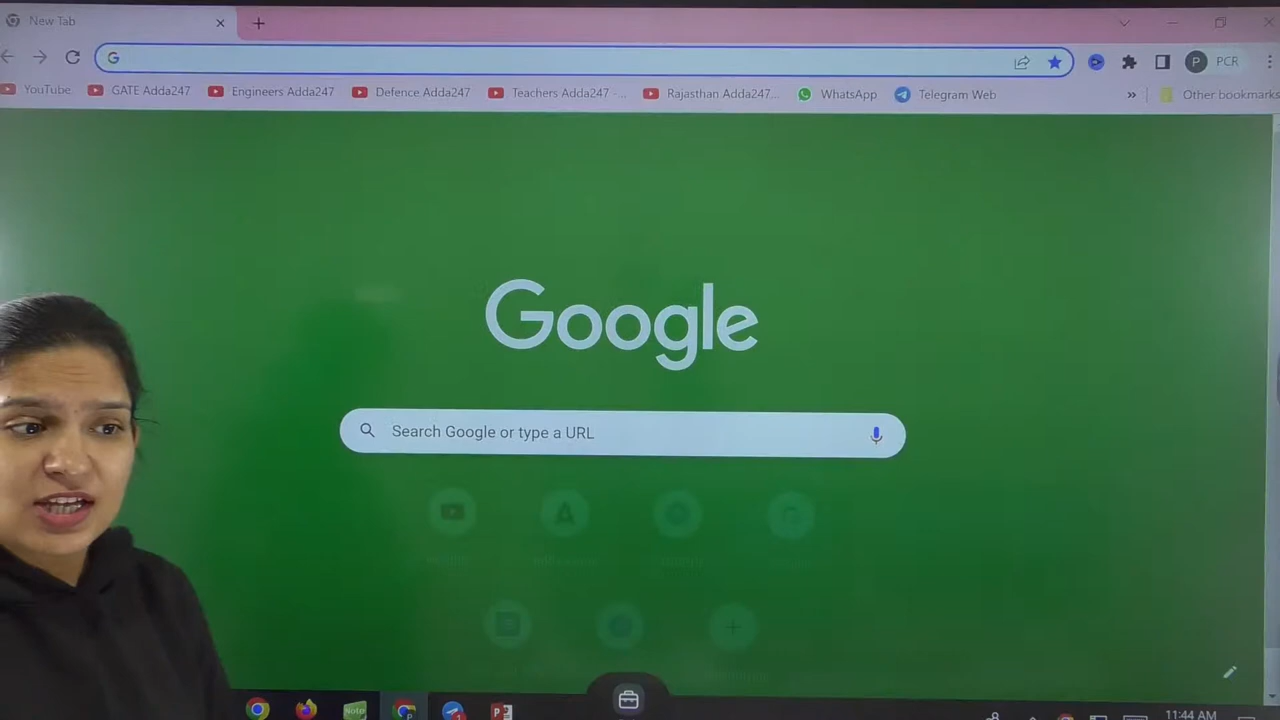 New Tab
PCR
YouTube
GATE Adda247
Engineers Adda247
Defence Adda247
Teachers Adda247 - ...
Rajasthan Adda247...
WhatsApp
Telegram Web
»
Other bookmarks
Google
Search Google or type a URL
11:44 AM